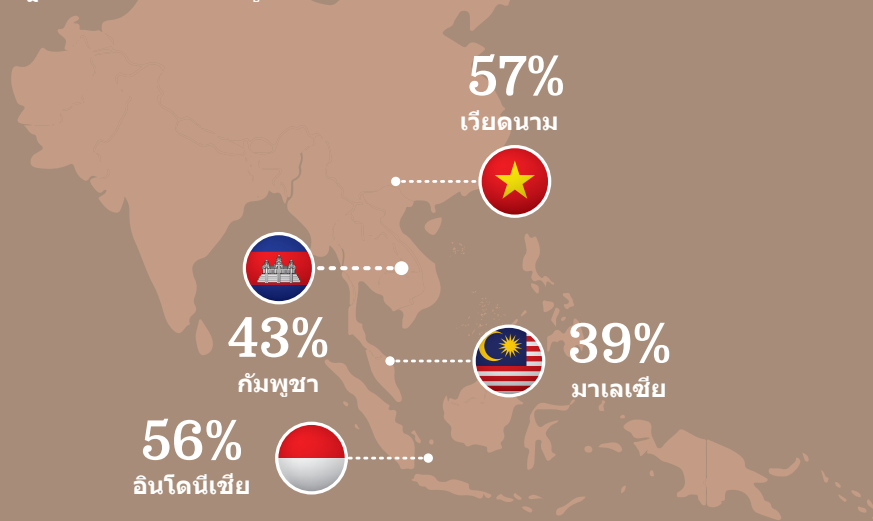 57%
เวียดนาม
43%
กัมพูชา
39%
มาเลเซีย
56%
อินโดนีเซีย